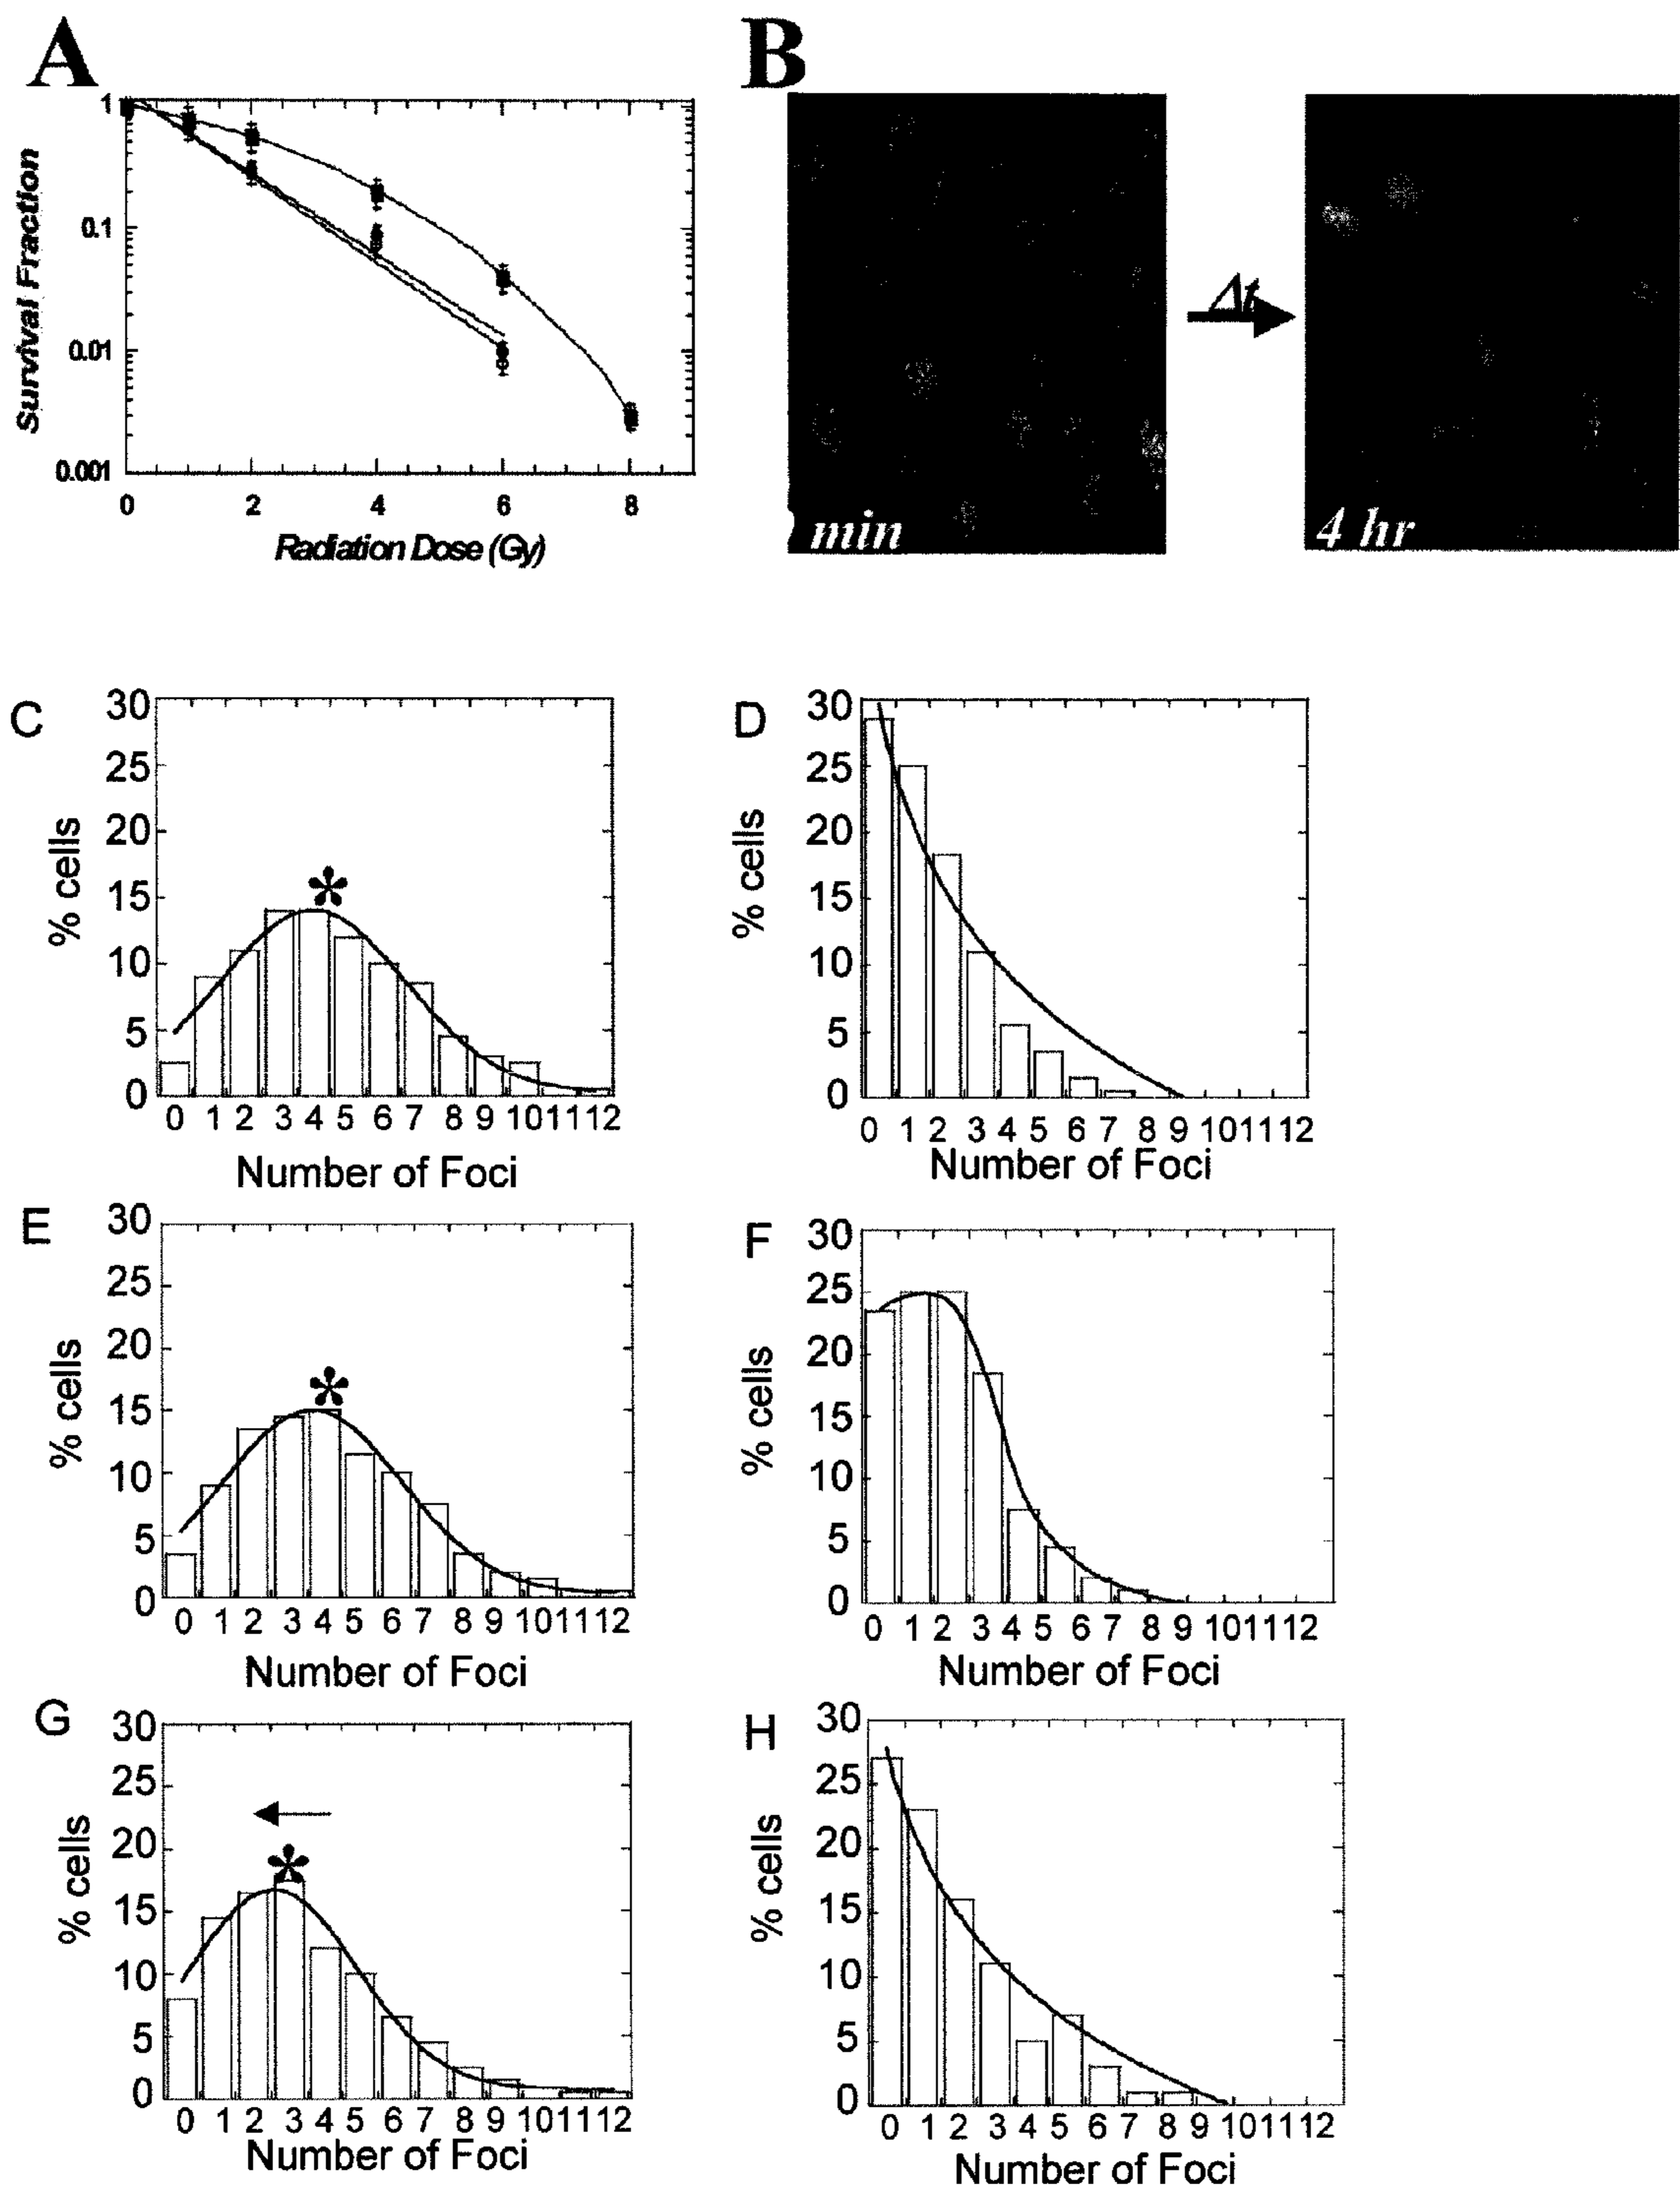 A
B
1
0.1
0.01
0.001
Survival Fraction
0 2 4 6 8
Radiation Dose (Gy)
min
Δt
4 hr
C
30
25
20
15
10
5
0
% cells
*
0 1 2 3 4 5 6 7 8 9 10 11 12
Number of Foci
D
30
25
20
15
10
5
0
% cells
0 1 2 3 4 5 6 7 8 9 10 11 12
Number of Foci
E
30
25
20
15
10
5
0
% cells
*
0 1 2 3 4 5 6 7 8 9 10 11 12
Number of Foci
F
30
25
20
15
10
5
0
% cells
0 1 2 3 4 5 6 7 8 9 10 11 12
Number of Foci
G
30
25
20
15
10
5
0
% cells
*
0 1 2 3 4 5 6 7 8 9 10 11 12
Number of Foci
H
30
25
20
15
10
5
0
% cells
0 1 2 3 4 5 6 7 8 9 10 11 12
Number of Foci